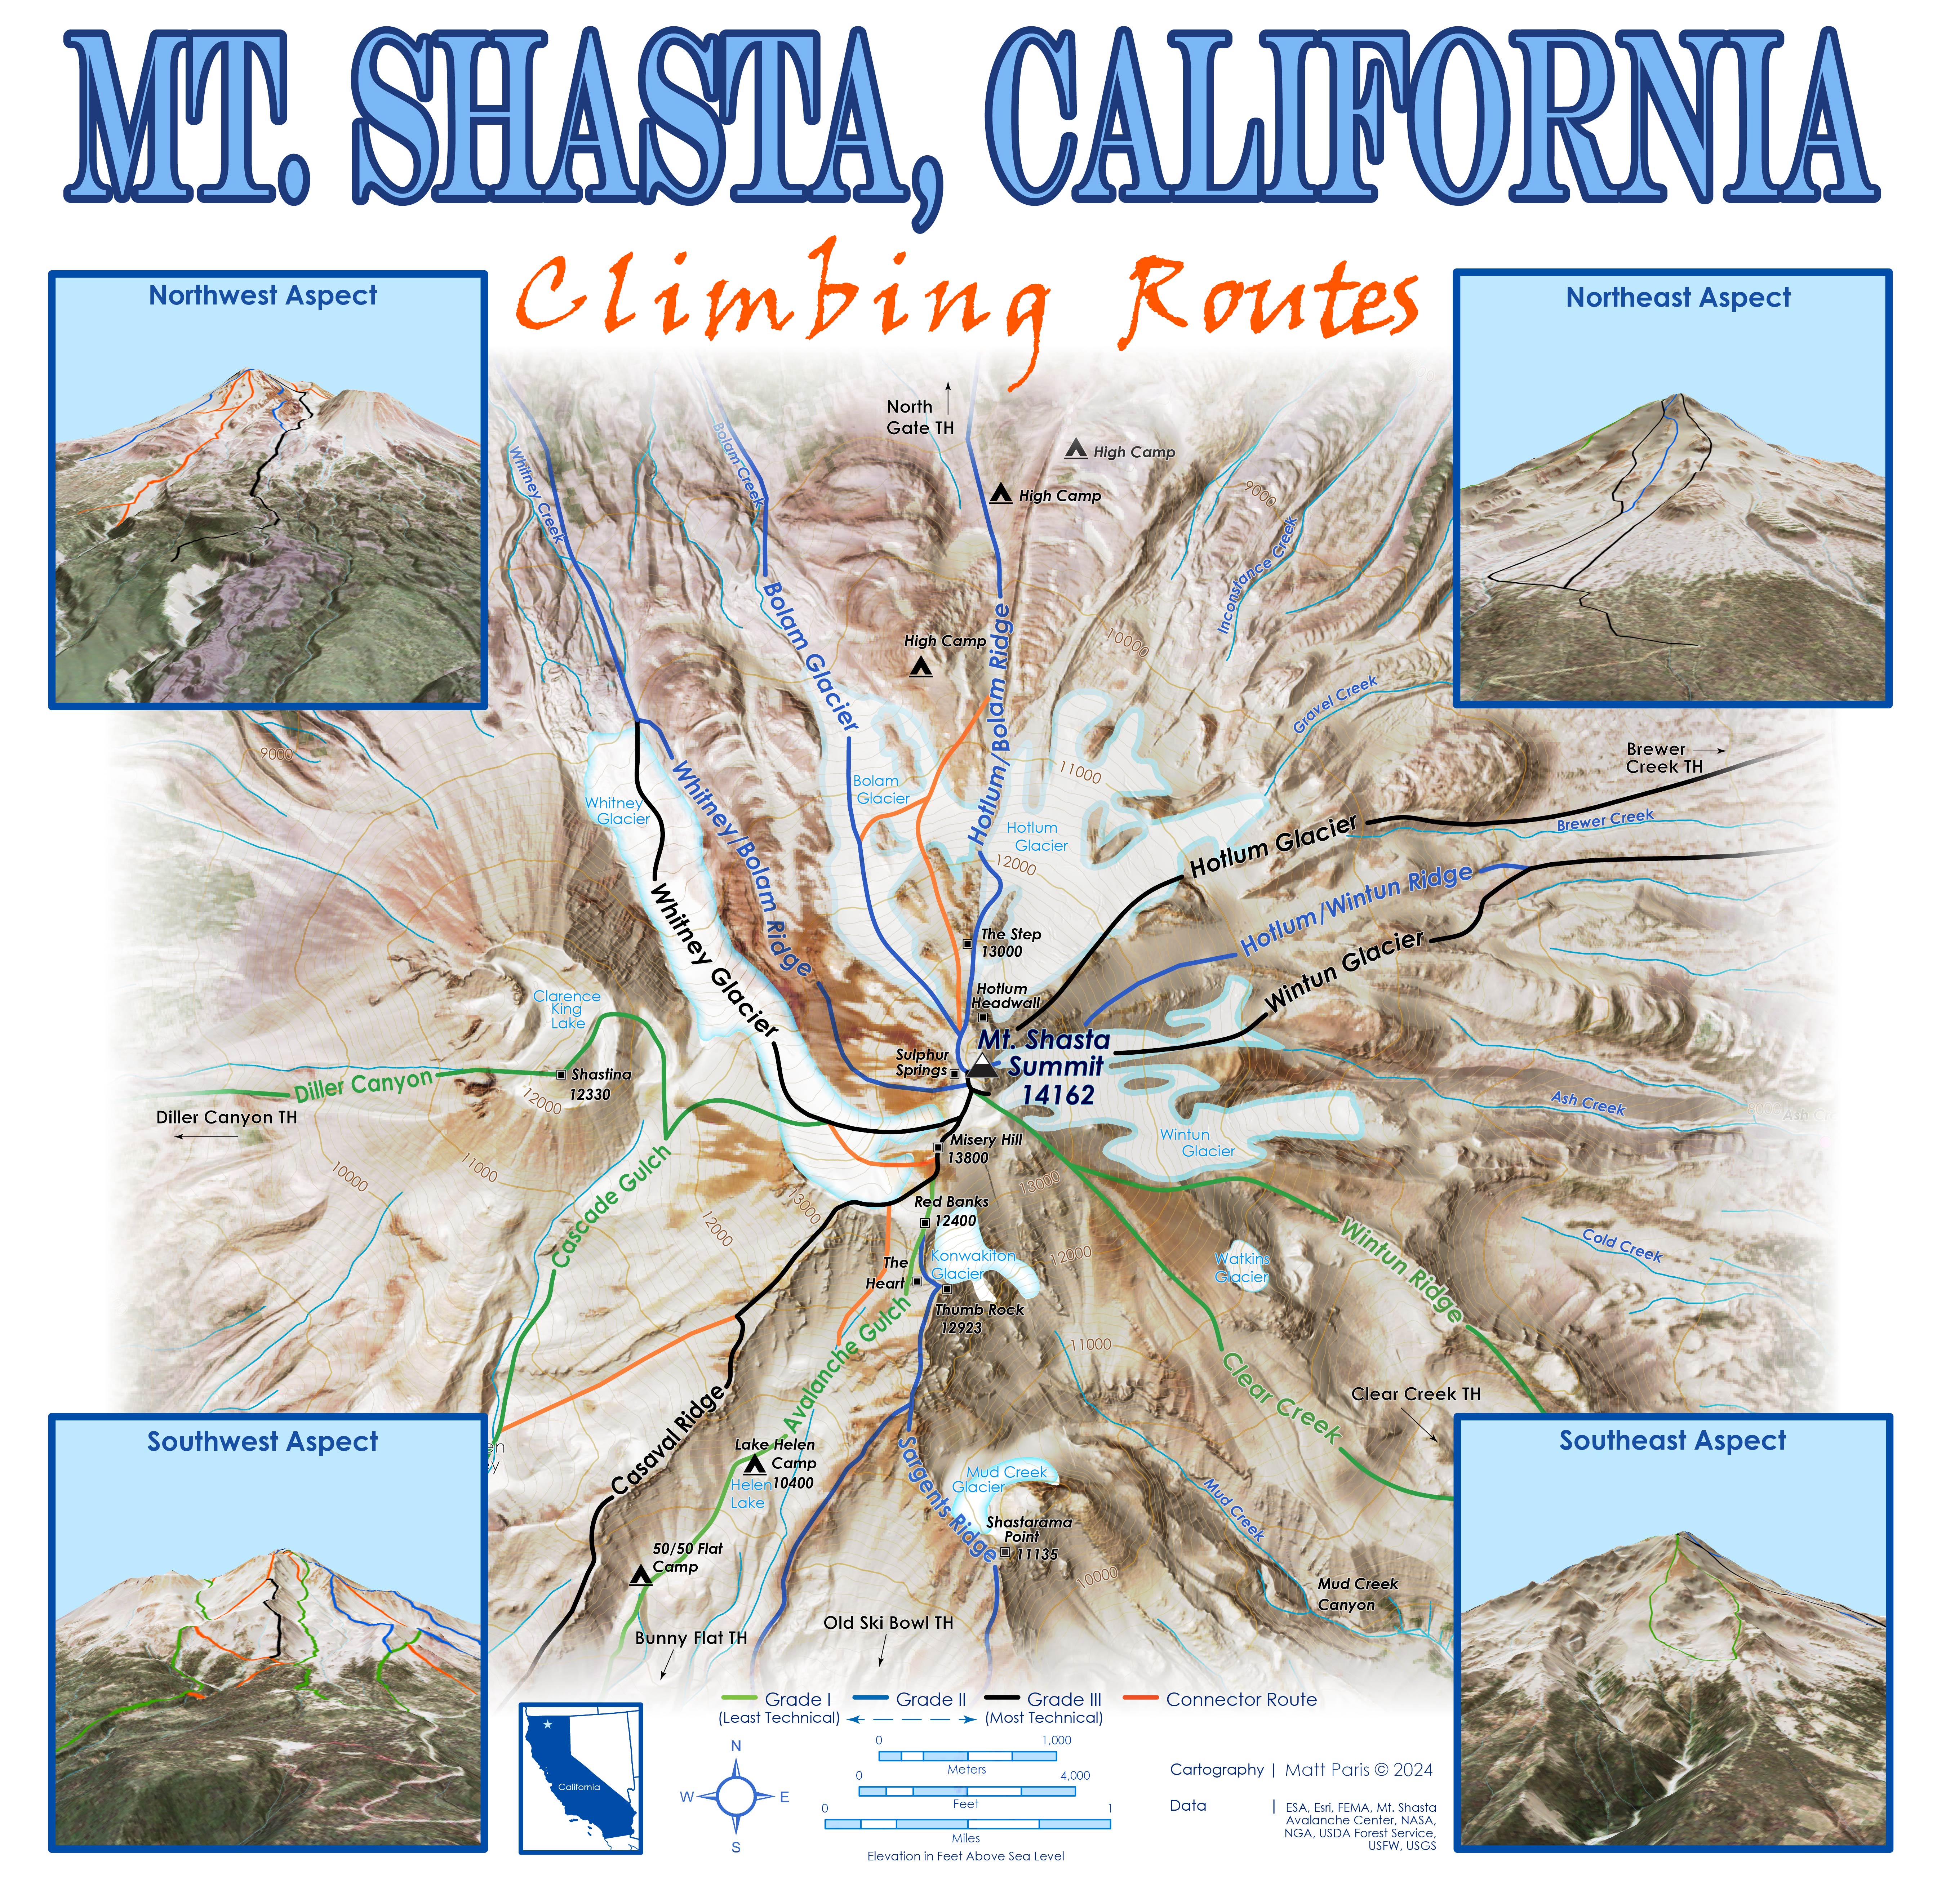 MT. SHASTA, CALIFORNIA
Climbing Routes
Northwest Aspect
Northeast Aspect
North
Gate TH
High Camp
High Camp
Whitney Creek
Bolam Creek
9000
Inconstance Creek
Bolam Glacier
High Camp
Hotlum/Bolam Ridge
10000
Gravel Creek
9000
Whitney
Glacier
Whitney/Bolam Ridge
Bolam
Glacier
11000
Brewer
Creek TH
Hotlum
Glacier
12000
Hotlum Glacier
Brewer Creek
Whitney Glacier
Hotlum/Wintun Ridge
The Step
13000
Wintun Glacier
Clarence
King
Lake
Hotlum
Headwall
Mt. Shasta
Summit
14162
Sulphur
Springs
Diller Canyon
Shastina
12330
12000
Diller Canyon TH
Ash Creek
Ash Cr
Misery Hill
13800
Wintun
Glacier
10000
11000
Cascade Gulch
13000
13000
12000
Red Banks
12400
Konwakiton
Glacier
12000
Watkins
Glacier
Cold Creek
Wintun Ridge
The
Heart
Thumb Rock
12923
11000
Avalanche Gulch
Clear Creek
Clear Creek TH
Casaval Ridge
Lake Helen
Camp
10400
Helen
Lake
en
y
Sargents Ridge
Mud Creek
Glacier
Mud Creek
Shastarama
Point
11135
10000
50/50 Flat
Camp
Mud Creek
Canyon
Old Ski Bowl TH
Bunny Flat TH
Southwest Aspect
Southeast Aspect
Grade I
Grade II
Grade III
Connector Route
(Least Technical)
(Most Technical)
California
N
W
E
S
0
1,000
Meters
0
4,000
Feet
0
1
Miles
Elevation in Feet Above Sea Level
Cartography | Matt Paris © 2024
Data | ESA, Esri, FEMA, Mt. Shasta
Avalanche Center, NASA,
NGA, USDA Forest Service,
USFW, USGS